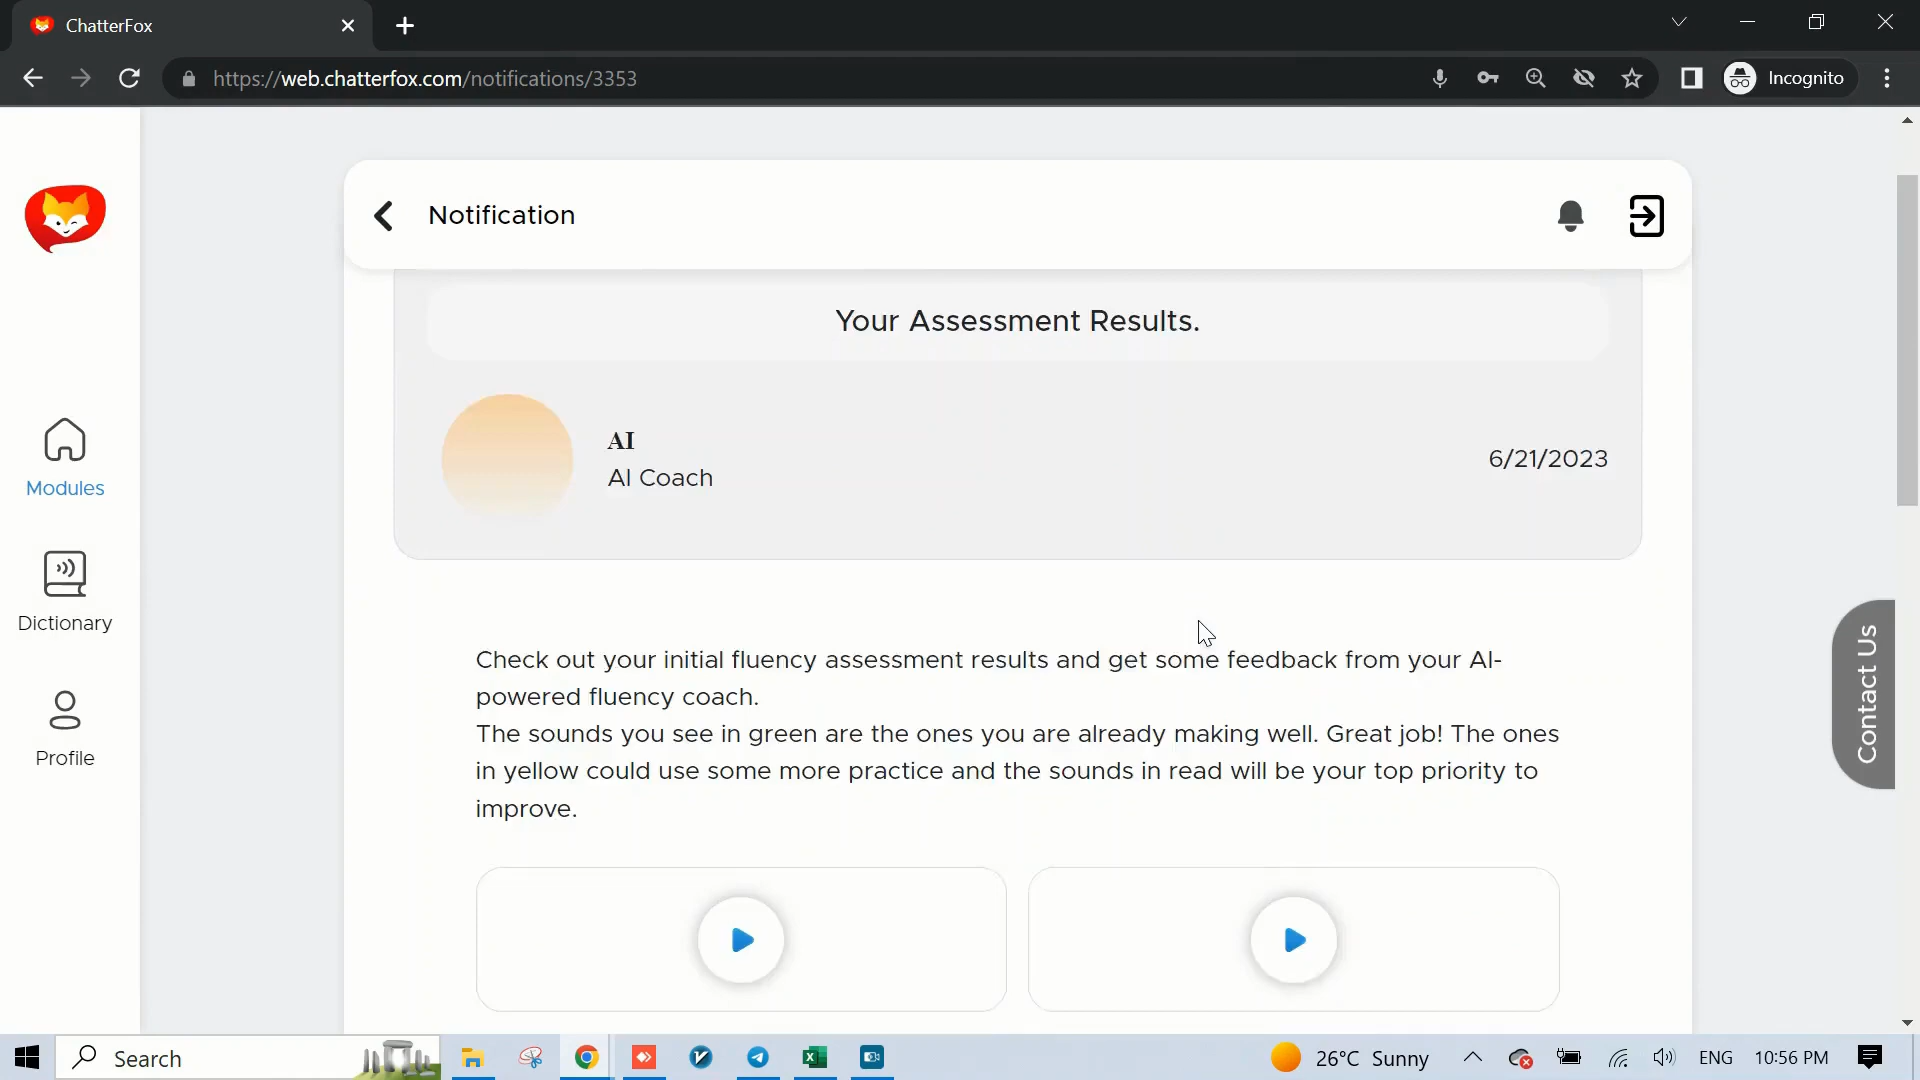 ChatterFox
https://web.chatterfox.com/notifications/3353
Incognito
Notification
Your Assessment Results.
AI
AI Coach
6/21/2023
Modules
Dictionary
Profile
Check out your initial fluency assessment results and get some feedback from your AI-
powered fluency coach.
The sounds you see in green are the ones you are already making well. Great job! The ones
in yellow could use some more practice and the sounds in read will be your top priority to
improve.
Contact Us
Search
26°C Sunny
ENG
10:56 PM